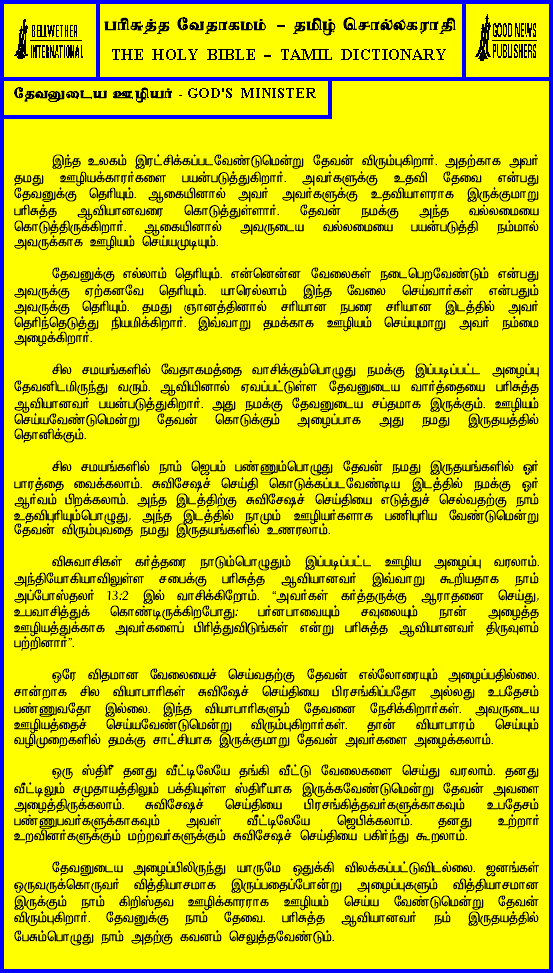 BELLWETHER
INTERNATIONAL
பரிசுத்த வேதாகமம் – தமிழ் சொல்லகராதி
THE HOLY BIBLE – TAMIL DICTIONARY
GOOD NEWS
PUBLISHERS
தேவனுடைய ஊழியர் - GOD'S MINISTER
இந்த உலகம் இரட்சிக்கப்படவேண்டுமென்று தேவன் விரும்புகிறார். அதற்காக அவர்
தமது ஊழியக்காரர்களை பயன்படுத்துகிறார். அவர்களுக்கு உதவி தேவை என்பது
தேவனுக்கு தெரியும். ஆகையினால் அவர் அவர்களுக்கு உதவியாளராக இருக்குமாறு
பரிசுத்த ஆவியானவரை கொடுத்துள்ளார். தேவன் நமக்கு அந்த வல்லமையை
கொடுத்திருக்கிறார். ஆகையினால் அவருடைய வல்லமையை பயன்படுத்தி நம்மால்
அவருக்காக ஊழியம் செய்யமுடியும்.
தேவனுக்கு எல்லாம் தெரியும். என்னென்ன வேலைகள் நடைபெறவேண்டும் என்பது
அவருக்கு ஏற்கனவே தெரியும். யாரெல்லாம் இந்த வேலை செய்வார்கள் என்பதும்
அவருக்கு தெரியும். தமது ஞானத்தினால் சரியான நபரை சரியான இடத்தில் அவர்
தெரிந்தெடுத்து நியமிக்கிறார். இவ்வாறு தமக்காக ஊழியம் செய்யுமாறு அவர் நம்மை
அழைக்கிறார்.
சில சமயங்களில் வேதாகமத்தை வாசிக்கும்பொழுது நமக்கு இப்படிப்பட்ட அழைப்பு
தேவனிடமிருந்து வரும். ஆவியினால் ஏவப்பட்டுள்ள தேவனுடைய வார்த்தையை பரிசுத்த
ஆவியானவர் பயன்படுத்துகிறார். அது நமக்கு தேவனுடைய சப்தமாக இருக்கும். ஊழியம்
செய்யவேண்டுமென்று தேவன் கொடுக்கும் அழைப்பாக அது நமது இருதயத்தில்
தொனிக்கும்.
சில சமயங்களில் நாம் ஜெபம் பண்ணும்பொழுது தேவன் நமது இருதயங்களில் ஓர்
பாரத்தை வைக்கலாம். சுவிசேஷச் செய்தி கொடுக்கப்படவேண்டிய இடத்தில் நமக்கு ஓர்
ஆர்வம் பிறக்கலாம். அந்த இடத்திற்கு சுவிசேஷச் செய்தியை எடுத்துச் செல்வதற்கு நாம்
உதவிபுரியும்பொழுது, அந்த இடத்தில் நாமும் ஊழியர்களாக பணிபுரிய வேண்டுமென்று
தேவன் விரும்புவதை நமது இருதயங்களில் உணரலாம்.
விசுவாசிகள் கர்த்தரை நாடும்பொழுதும் இப்படிப்பட்ட ஊழிய அழைப்பு வரலாம்.
அந்தியோகியாவிலுள்ள சபைக்கு பரிசுத்த ஆவியானவர் இவ்வாறு கூறியதாக நாம்
அப்போஸ்தலர் 13:2 இல் வாசிக்கிறோம். “அவர்கள் கர்த்தருக்கு ஆராதனை செய்து,
உபவாசித்துக் கொண்டிருக்கிறபோது: பர்னபாவையும் சவுலையும் நான் அழைத்த
ஊழியத்துக்காக அவர்களைப் பிரித்துவிடுங்கள் என்று பரிசுத்த ஆவியானவர் திருவுளம்
பற்றினார்”.
ஒரே விதமான வேலையைச் செய்வதற்கு தேவன் எல்லோரையும் அழைப்பதில்லை.
சான்றாக சில வியாபாரிகள் சுவிஷேச் செய்தியை பிரசங்கிப்பதோ அல்லது உபதேசம்
பண்ணுவதோ இல்லை. இந்த வியாபாரிகளும் தேவனை நேசிக்கிறார்கள். அவருடைய
ஊழியத்தைச் செய்யவேண்டுமென்று விரும்புகிறார்கள். தான் வியாபாரம் செய்யும்
வழிமுறைகளில் தமக்கு சாட்சியாக இருக்குமாறு தேவன் அவர்களை அழைக்கலாம்.
ஒரு ஸ்திரீ தனது வீட்டிலேயே தங்கி வீட்டு வேலைகளை செய்து வரலாம். தனது
வீட்டிலும் சமுதாயத்திலும் பக்தியுள்ள ஸ்திரீயாக இருக்கவேண்டுமென்று தேவன் அவளை
அழைத்திருக்கலாம். சுவிசேஷச் செய்தியை பிரசங்கித்தவர்களுக்காகவும் உபதேசம்
பண்ணுபவர்களுக்காகவும் அவள் வீட்டிலேயே ஜெபிக்கலாம். தனது உற்றார்
உறவினர்களுக்கும் மற்றவர்களுக்கும் சுவிசேஷச் செய்தியை பகிர்ந்து கூறலாம்.
தேவனுடைய அழைப்பிலிருந்து யாருமே ஒதுக்கி விலக்கப்பட்டுவிடல்லை. ஜனங்கள்
ஒருவருக்கொருவர் வித்தியாசமாக இருப்பதைப்போன்று அழைப்புகளும் வித்தியாசமான
இருக்கும் நாம் கிறிஸ்தவ ஊழிக்காரராக ஊழியம் செய்ய வேண்டுமென்று தேவன்
விரும்புகிறார். தேவனுக்கு நாம் தேவை. பரிசுத்த ஆவியானவர் நம் இருதயத்தில்
பேசும்பொழுது நாம் அதற்கு கவனம் செலுத்தவேண்டும்.